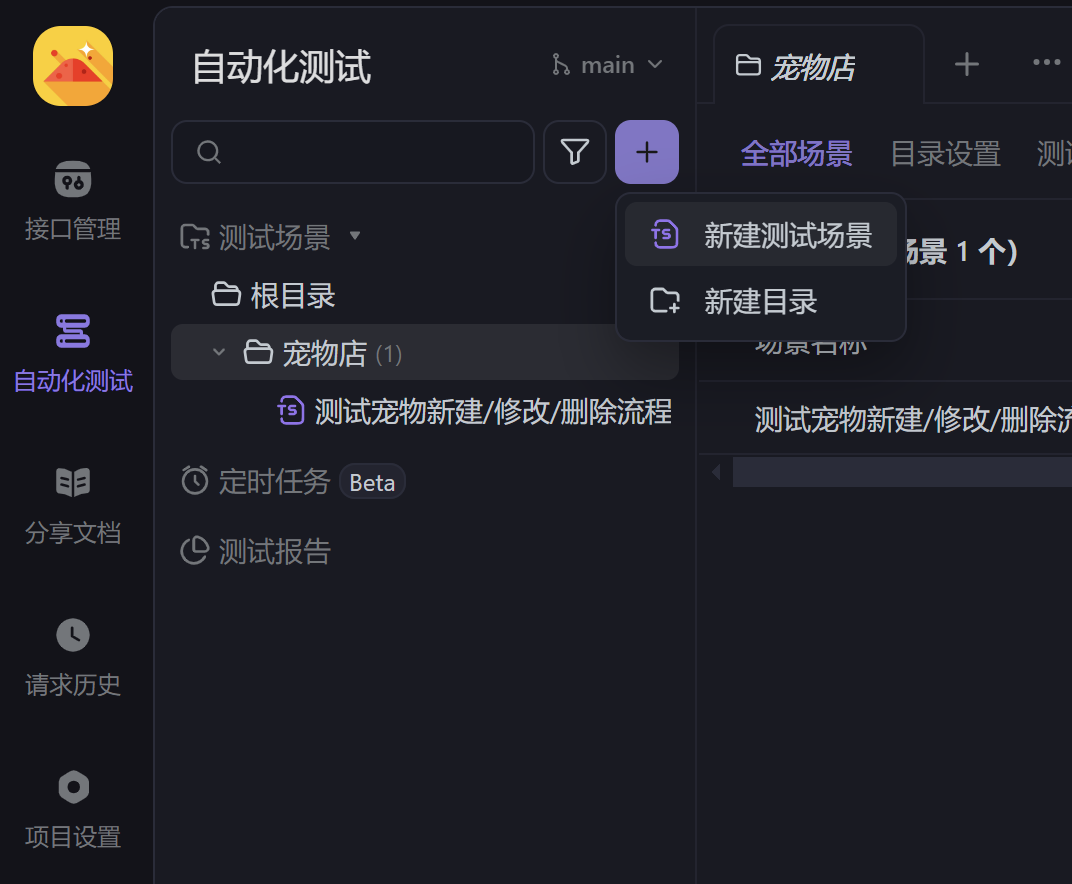 自动化测试
main
宠物店
接口管理
全部场景
目录设置
测试
测试场景
新建测试场景
场景 1 个)
根目录
新建目录
宠物店 (1)
场景名称
自动化测试
测试宠物新建/修改/删除流程
测试宠物新建/修改/删除流
定时任务
Beta
分享文档
测试报告
请求历史
项目设置